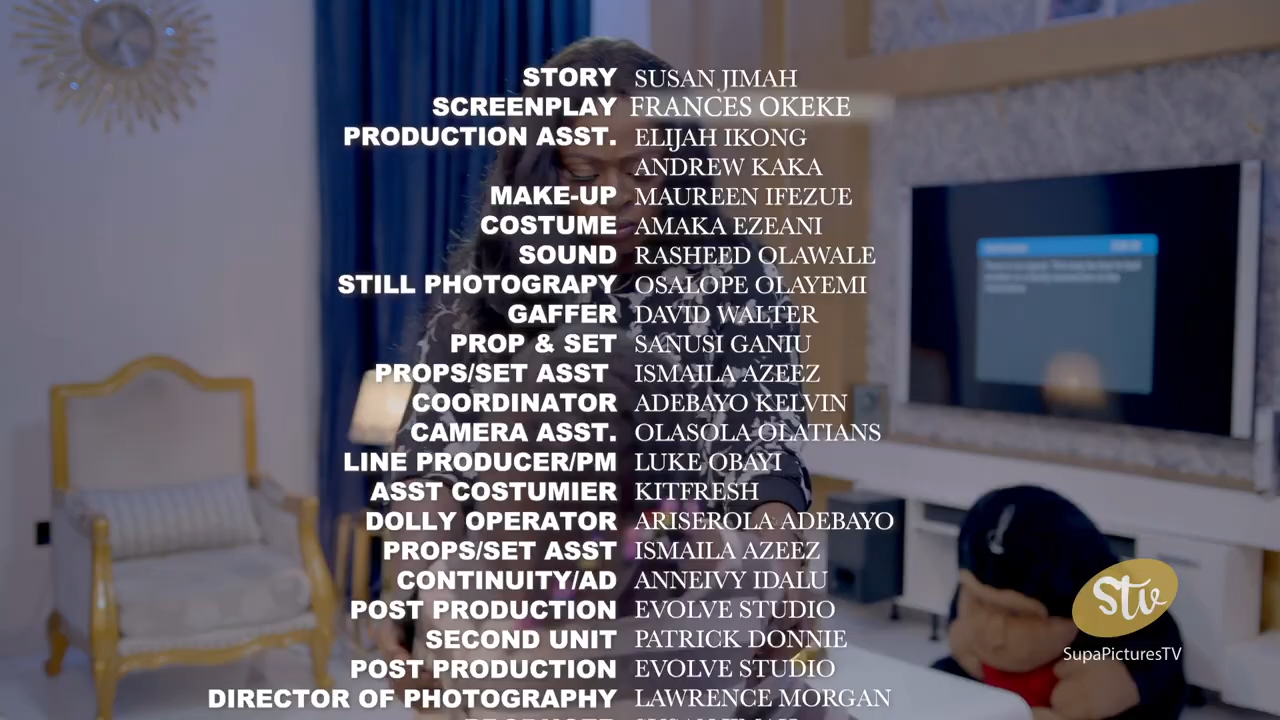 STORY SUSAN JIMAH
SCREENPLAY FRANCES OKEKE
PRODUCTION ASST. ELIJAH IKONG
ANDREW KAKA
MAKE-UP MAUREEN IFEZUE
COSTUME AMAKA EZEANI
SOUND RASHEED OLAWALE
STILL PHOTOGRAPY OSALOPE OLAYEMI
GAFFER DAVID WALTER
PROP & SET SANUSI GANIU
PROPS/SET ASST ISMAILA AZEEZ
COORDINATOR ADEBAYO KELVIN
CAMERA ASST. OLASOLA OLATIANS
LINE PRODUCER/PM LUKE OBAYI
ASST COSTUMIER KITFRESH
DOLLY OPERATOR ARISEROLA ADEBAYO
PROPS/SET ASST ISMAILA AZEEZ
CONTINUITY/AD ANNEIVY IDALU
POST PRODUCTION EVOLVE STUDIO
SECOND UNIT PATRICK DONNIE
POST PRODUCTION EVOLVE STUDIO
DIRECTOR OF PHOTOGRAPHY LAWRENCE MORGAN
PRODUCER SUSAN JIMAH
Stv
SupaPicturesTV